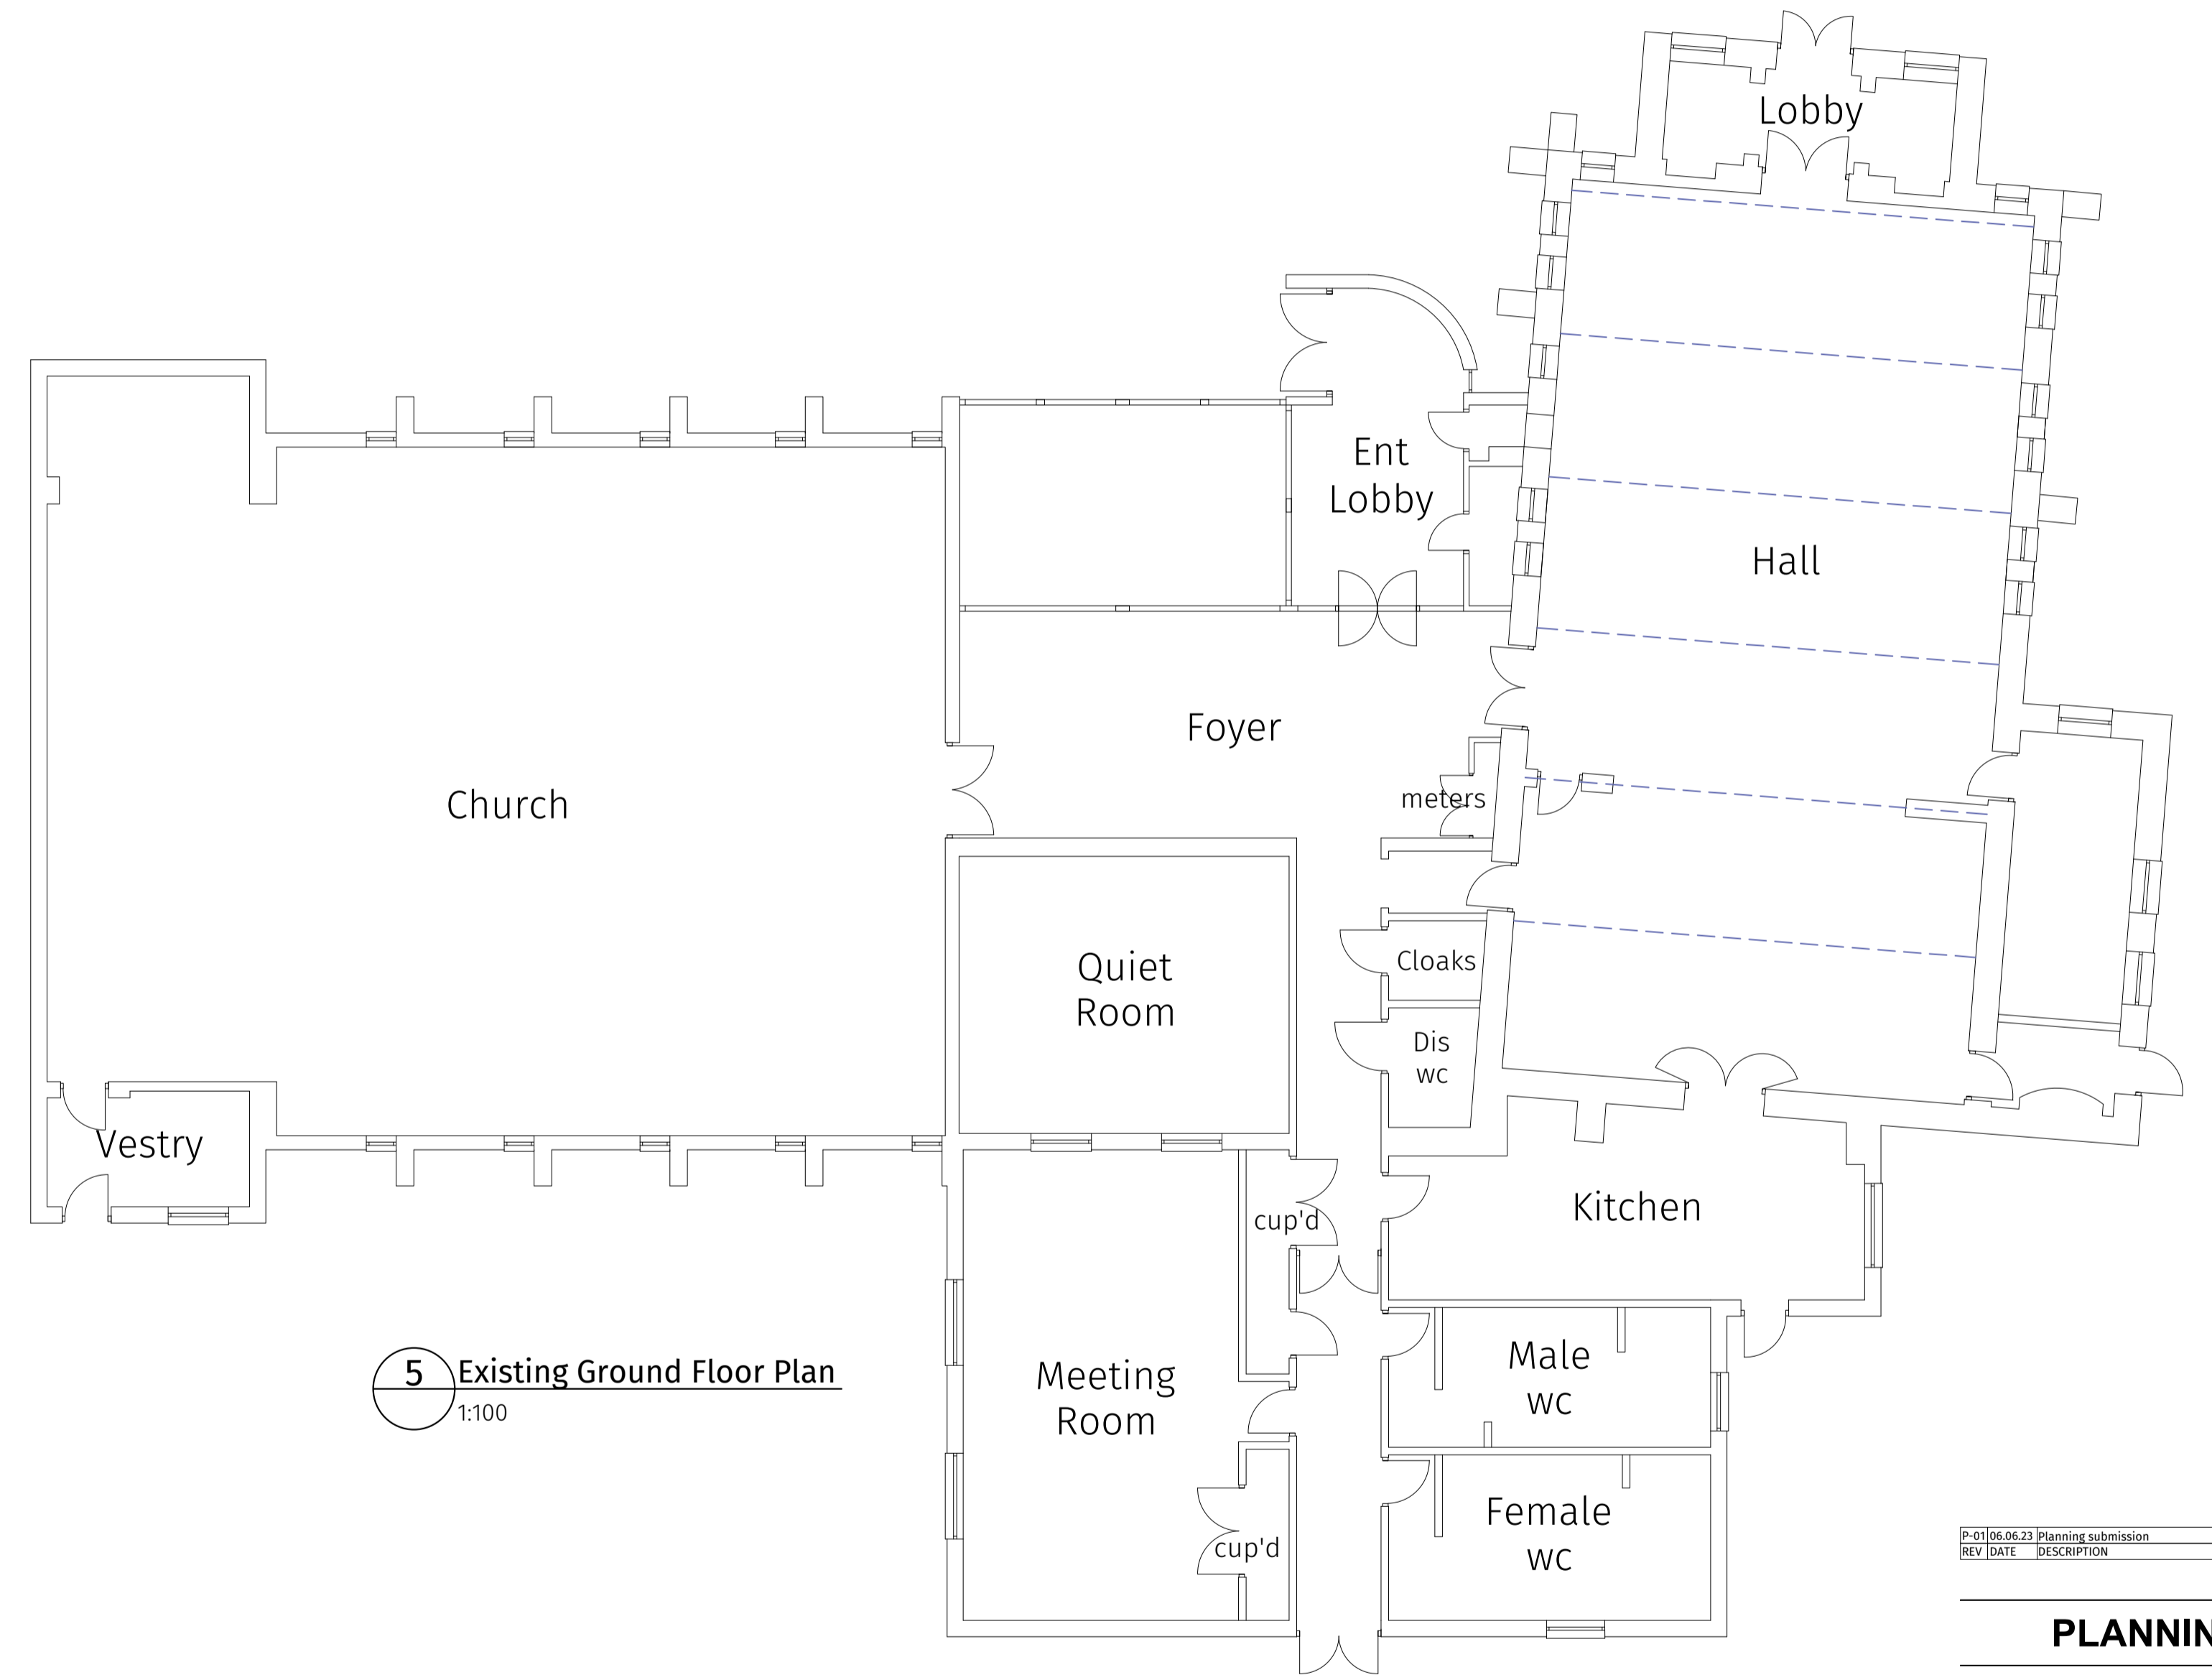 Lobby
Ent
Lobby
Hall
Foyer
Church
meters
Quiet
Room
Cloaks
Dis
wc
Vestry
Kitchen
cup'd
5
Existing Ground Floor Plan
1:100
Meeting
Room
Male
wc
Female
wc
cup'd
P-01 06.06.23 Planning submission
REV DATE DESCRIPTION